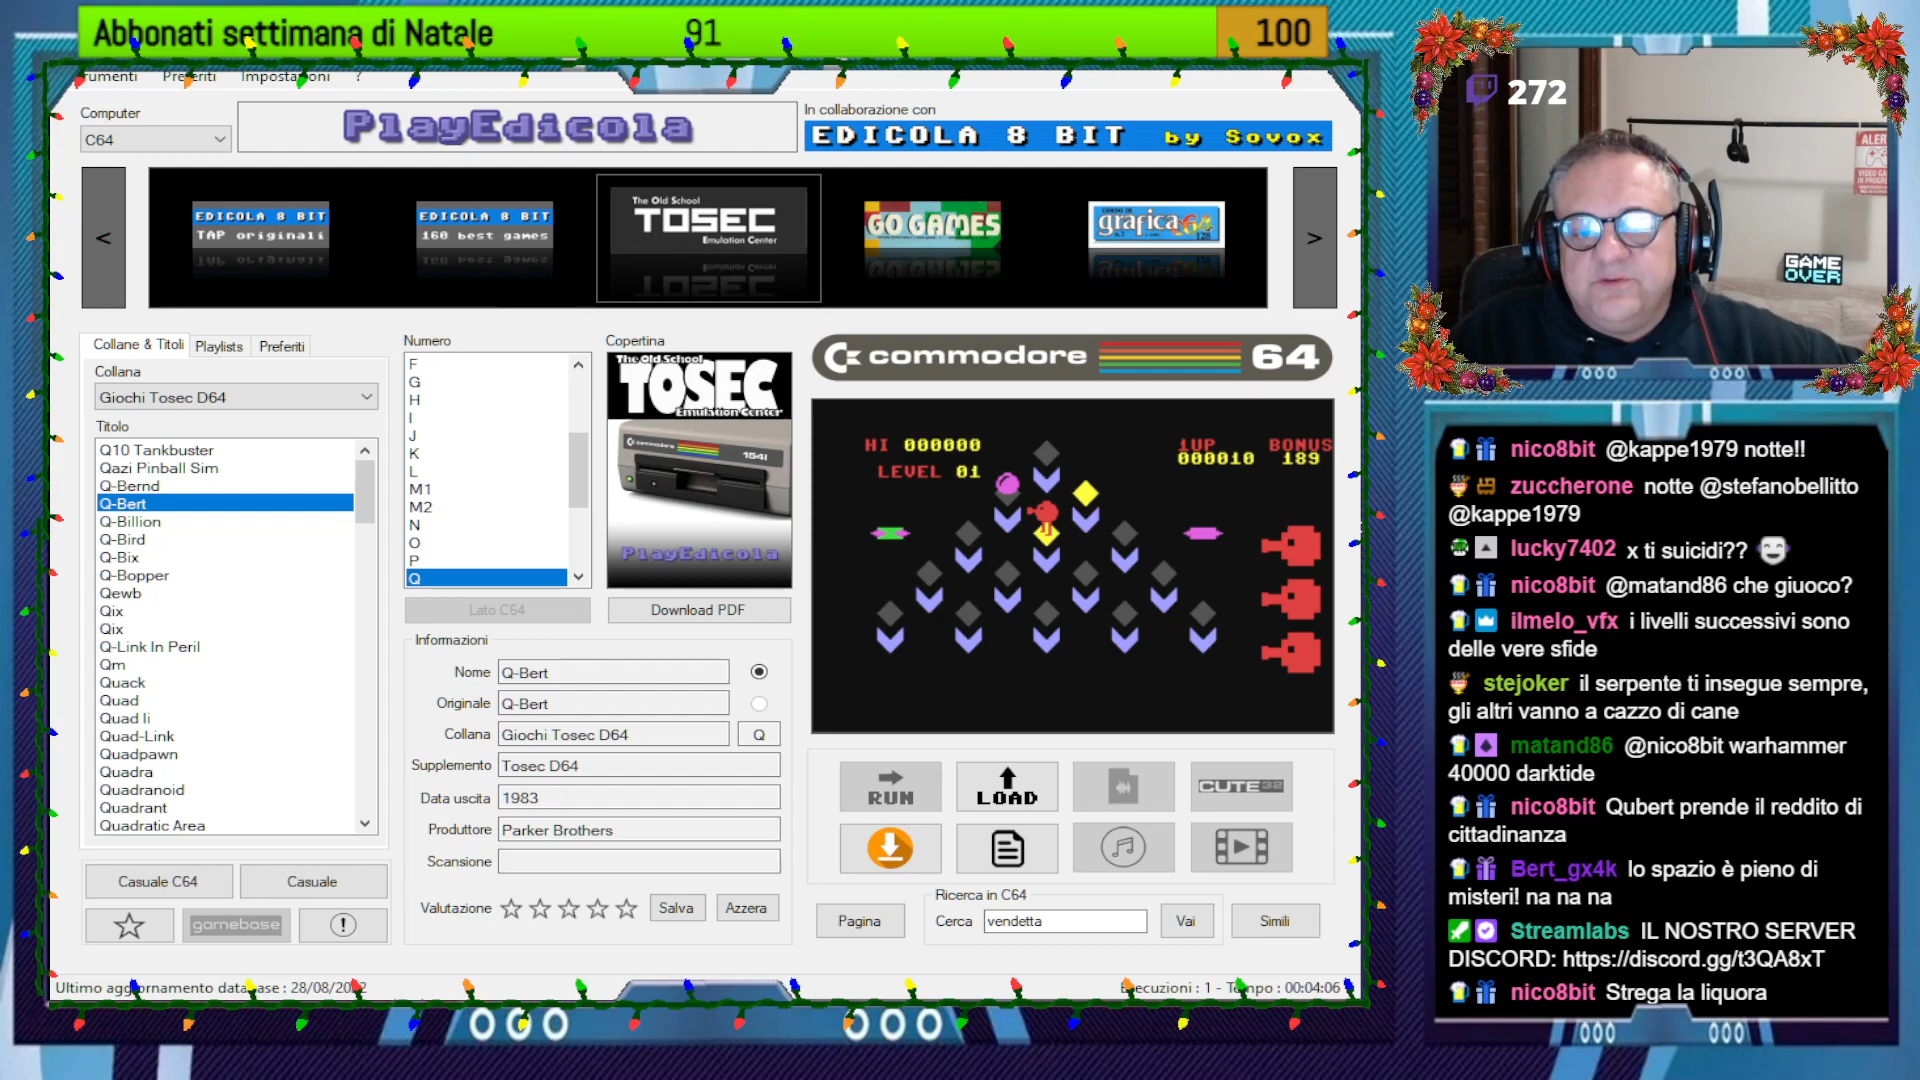 Abbonati settimana di Natale 91 100
Preferiti Impostazioni ?
Computer
C64
PlayEdicola
In collaborazione con
EDICOLA 8 BIT by Sovox
<
EDICOLA 8 BIT
TAP originali
EDICOLA 8 BIT
160 best games
The Old School
TOSEC
Emulation Center
GO GAMES
CORSO DI
grafica 64
128
>
Collane & Titoli Playlists Preferiti
Collana
Giochi Tosec D64
Titolo
Q10 Tankbuster
Qazi Pinball Sim
Q-Bernd
Q-Bert
Q-Billion
Q-Bird
Q-Bix
Q-Bopper
Qewb
Qix
Qix
Q-Link In Peril
Qm
Quack
Quad
Quad Ii
Quad-Link
Quadpawn
Quadra
Quadranoid
Quadrant
Quadratic Area
Casuale C64 Casuale
gamebase
Numero
F
G
H
I
J
K
L
M1
M2
N
O
P
Q
Lato C64
Copertina
The Old School
TOSEC
Emulation Center
commodore
1541
PlayEdicola
Download PDF
Informazioni
Nome Q-Bert
Originale Q-Bert
Collana Giochi Tosec D64 Q
Supplemento Tosec D64
Data uscita 1983
Produttore Parker Brothers
Scansione
Valutazione Salva Azzera
commodore 64
HI 000000 1UP BONUS
000010 189
LEVEL 01
RUN LOAD CUTE32
Pagina
Ricerca in C64
Cerca vendetta Vai Simili
Ultimo aggiornamento database : 28/08/2022
Esecuzioni : 1 - Tempo : 00:04:06
272
GAME
OVER
nico8bit @kappe1979 notte!!
zuccherone notte @stefanobellitto
@kappe1979
lucky7402 x ti suicidi??
nico8bit @matand86 che giuoco?
ilmelo_vfx i livelli successivi sono
delle vere sfide
stejoker il serpente ti insegue sempre,
gli altri vanno a cazzo di cane
matand86 @nico8bit warhammer
40000 darktide
nico8bit Qubert prende il reddito di
cittadinanza
Bert_gx4k lo spazio è pieno di
misteri! na na na
Streamlabs IL NOSTRO SERVER
DISCORD: https://discord.gg/t3QA8xT
nico8bit Strega la liquora